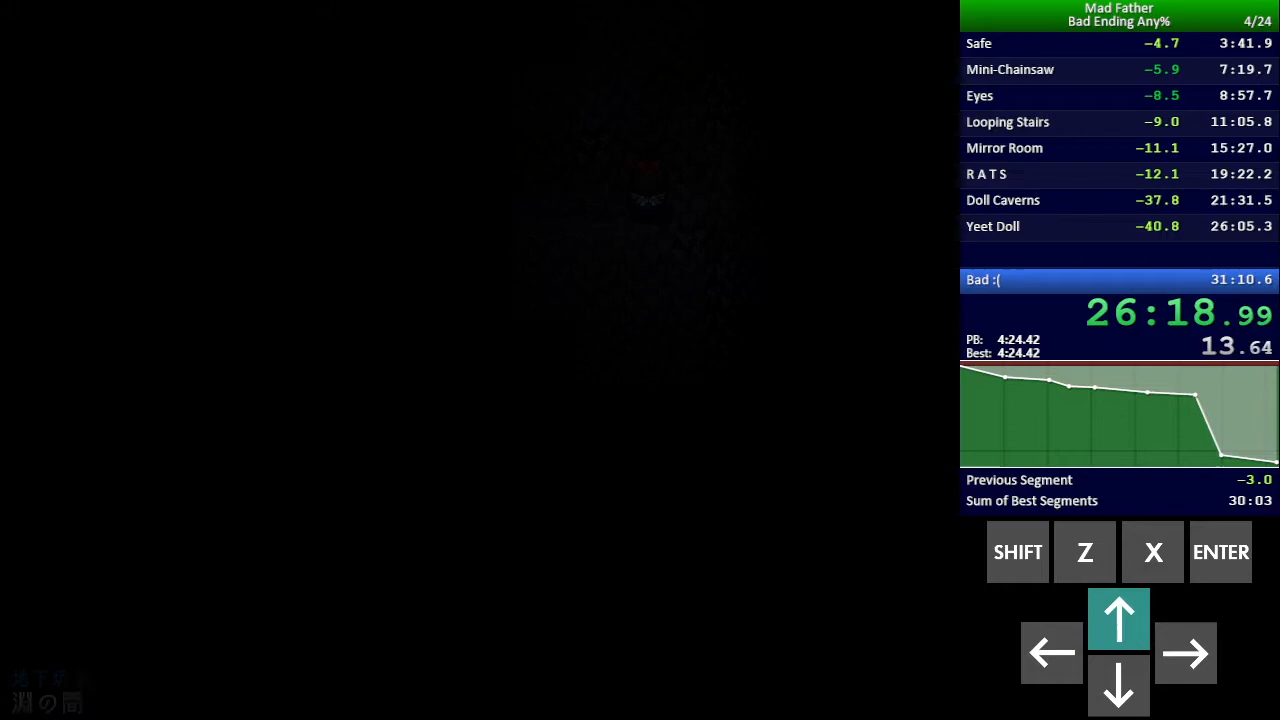 Mad Father
Bad Ending Any% 4/24
Safe -4.7 3:41.9
Mini-Chainsaw -5.9 7:19.7
Eyes -8.5 8:57.7
Looping Stairs -9.0 11:05.8
Mirror Room -11.1 15:27.0
R A T S -12.1 19:22.2
Doll Caverns -37.8 21:31.5
Yeet Doll -40.8 26:05.3
Bad :( 31:10.6
26:18.99
PB: 4:24.42
Best: 4:24.42
13.64
Previous Segment -3.0
Sum of Best Segments 30:03
SHIFT Z X ENTER
地下
淵の間